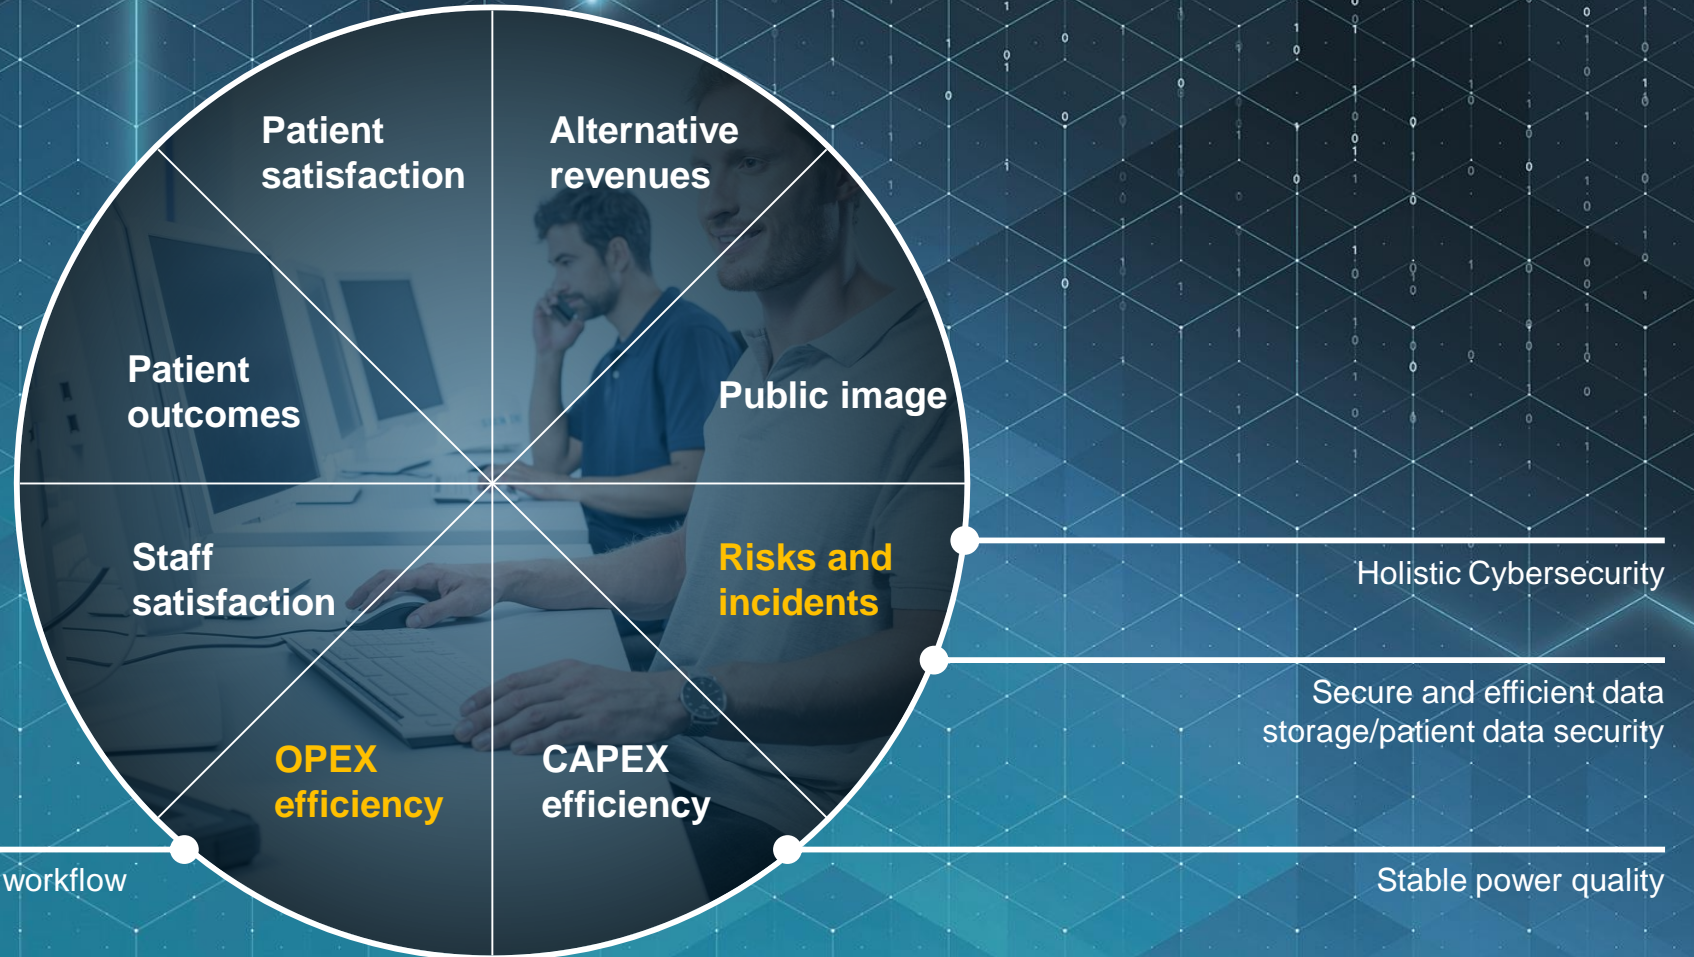 Patient
satisfaction
Alternative
revenues
Patient
outcomes
Public image
Staff
satisfaction
Risks and
incidents
OPEX
efficiency
CAPEX
efficiency
Holistic Cybersecurity
Secure and efficient data
storage/patient data security
workflow
Stable power quality